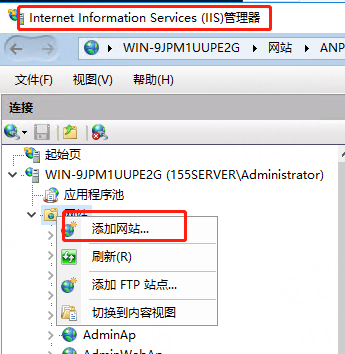 Internet Information Services (IIS)管理器
WIN-9JPM1UUPE2G ▸ 网站 ▸ ANP
文件(F) 视图(V) 帮助(H)
连接
起始页
WIN-9JPM1UUPE2G (155SERVER\Administrator)
应用程序池
网站
添加网站...
刷新(R)
添加 FTP 站点...
切换到内容视图
AdminAp
AdminWebAp